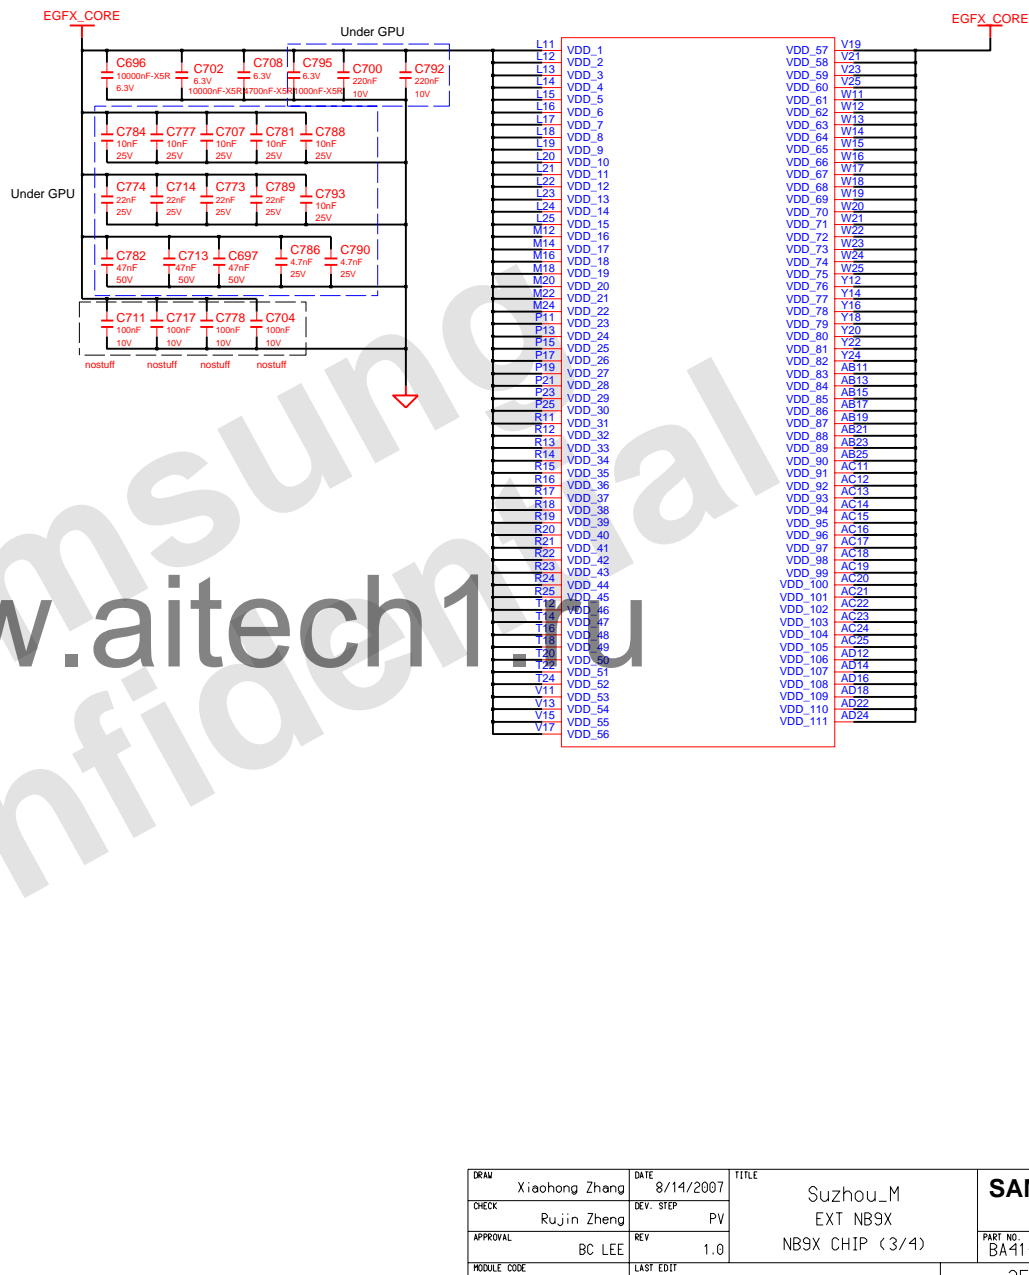 EGFX_CORE
EGFX_CORE
Under GPU
C696
10000nF-X5R
6.3V
C702
6.3V
10000nF-X5R
C708
6.3V
4700nF-X5R
C795
6.3V
1000nF-X5R
C700
220nF
10V
C792
220nF
10V
C784
10nF
25V
C777
10nF
25V
C707
10nF
25V
C781
10nF
25V
C788
10nF
25V
Under GPU
C774
22nF
25V
C714
22nF
25V
C773
22nF
25V
C789
22nF
25V
C793
10nF
25V
C782
47nF
50V
C713
47nF
50V
C697
47nF
50V
C786
4.7nF
25V
C790
4.7nF
25V
C711
100nF
10V
C717
100nF
10V
C778
100nF
10V
C704
100nF
10V
nostuff nostuff nostuff nostuff
L11 VDD_1 VDD_57 V19
L12 VDD_2 VDD_58 V21
L13 VDD_3 VDD_59 V23
L14 VDD_4 VDD_60 V25
L15 VDD_5 VDD_61 W11
L16 VDD_6 VDD_62 W12
L17 VDD_7 VDD_63 W13
L18 VDD_8 VDD_64 W14
L19 VDD_9 VDD_65 W15
L20 VDD_10 VDD_66 W16
L21 VDD_11 VDD_67 W17
L22 VDD_12 VDD_68 W18
L23 VDD_13 VDD_69 W19
L24 VDD_14 VDD_70 W20
L25 VDD_15 VDD_71 W21
M12 VDD_16 VDD_72 W22
M14 VDD_17 VDD_73 W23
M16 VDD_18 VDD_74 W24
M18 VDD_19 VDD_75 W25
M20 VDD_20 VDD_76 Y12
M22 VDD_21 VDD_77 Y14
M24 VDD_22 VDD_78 Y16
P11 VDD_23 VDD_79 Y18
P13 VDD_24 VDD_80 Y20
P15 VDD_25 VDD_81 Y22
P17 VDD_26 VDD_82 Y24
P19 VDD_27 VDD_83 AB11
P21 VDD_28 VDD_84 AB13
P23 VDD_29 VDD_85 AB15
P25 VDD_30 VDD_86 AB17
R11 VDD_31 VDD_87 AB19
R12 VDD_32 VDD_88 AB21
R13 VDD_33 VDD_89 AB23
R14 VDD_34 VDD_90 AB25
R15 VDD_35 VDD_91 AC11
R16 VDD_36 VDD_92 AC12
R17 VDD_37 VDD_93 AC13
R18 VDD_38 VDD_94 AC14
R19 VDD_39 VDD_95 AC15
R20 VDD_40 VDD_96 AC16
R21 VDD_41 VDD_97 AC17
R22 VDD_42 VDD_98 AC18
R23 VDD_43 VDD_99 AC19
R24 VDD_44 VDD_100 AC20
R25 VDD_45 VDD_101 AC21
T12 VDD_46 VDD_102 AC22
T14 VDD_47 VDD_103 AC23
T16 VDD_48 VDD_104 AC24
T18 VDD_49 VDD_105 AC25
T20 VDD_50 VDD_106 AD12
T22 VDD_51 VDD_107 AD14
T24 VDD_52 VDD_108 AD16
V11 VDD_53 VDD_109 AD18
V13 VDD_54 VDD_110 AD22
V15 VDD_55 VDD_111 AD24
V17 VDD_56
msung
nfidential
w.aitech1.ru
DRAW Xiaohong Zhang
DATE 8/14/2007
TITLE
Suzhou_M
EXT NB9X
NB9X CHIP (3/4)
SAM
CHECK Rujin Zheng
DEV. STEP PV
APPROVAL BC LEE
REV 1.0
PART NO.
BA41-
MODULE CODE
LAST EDIT